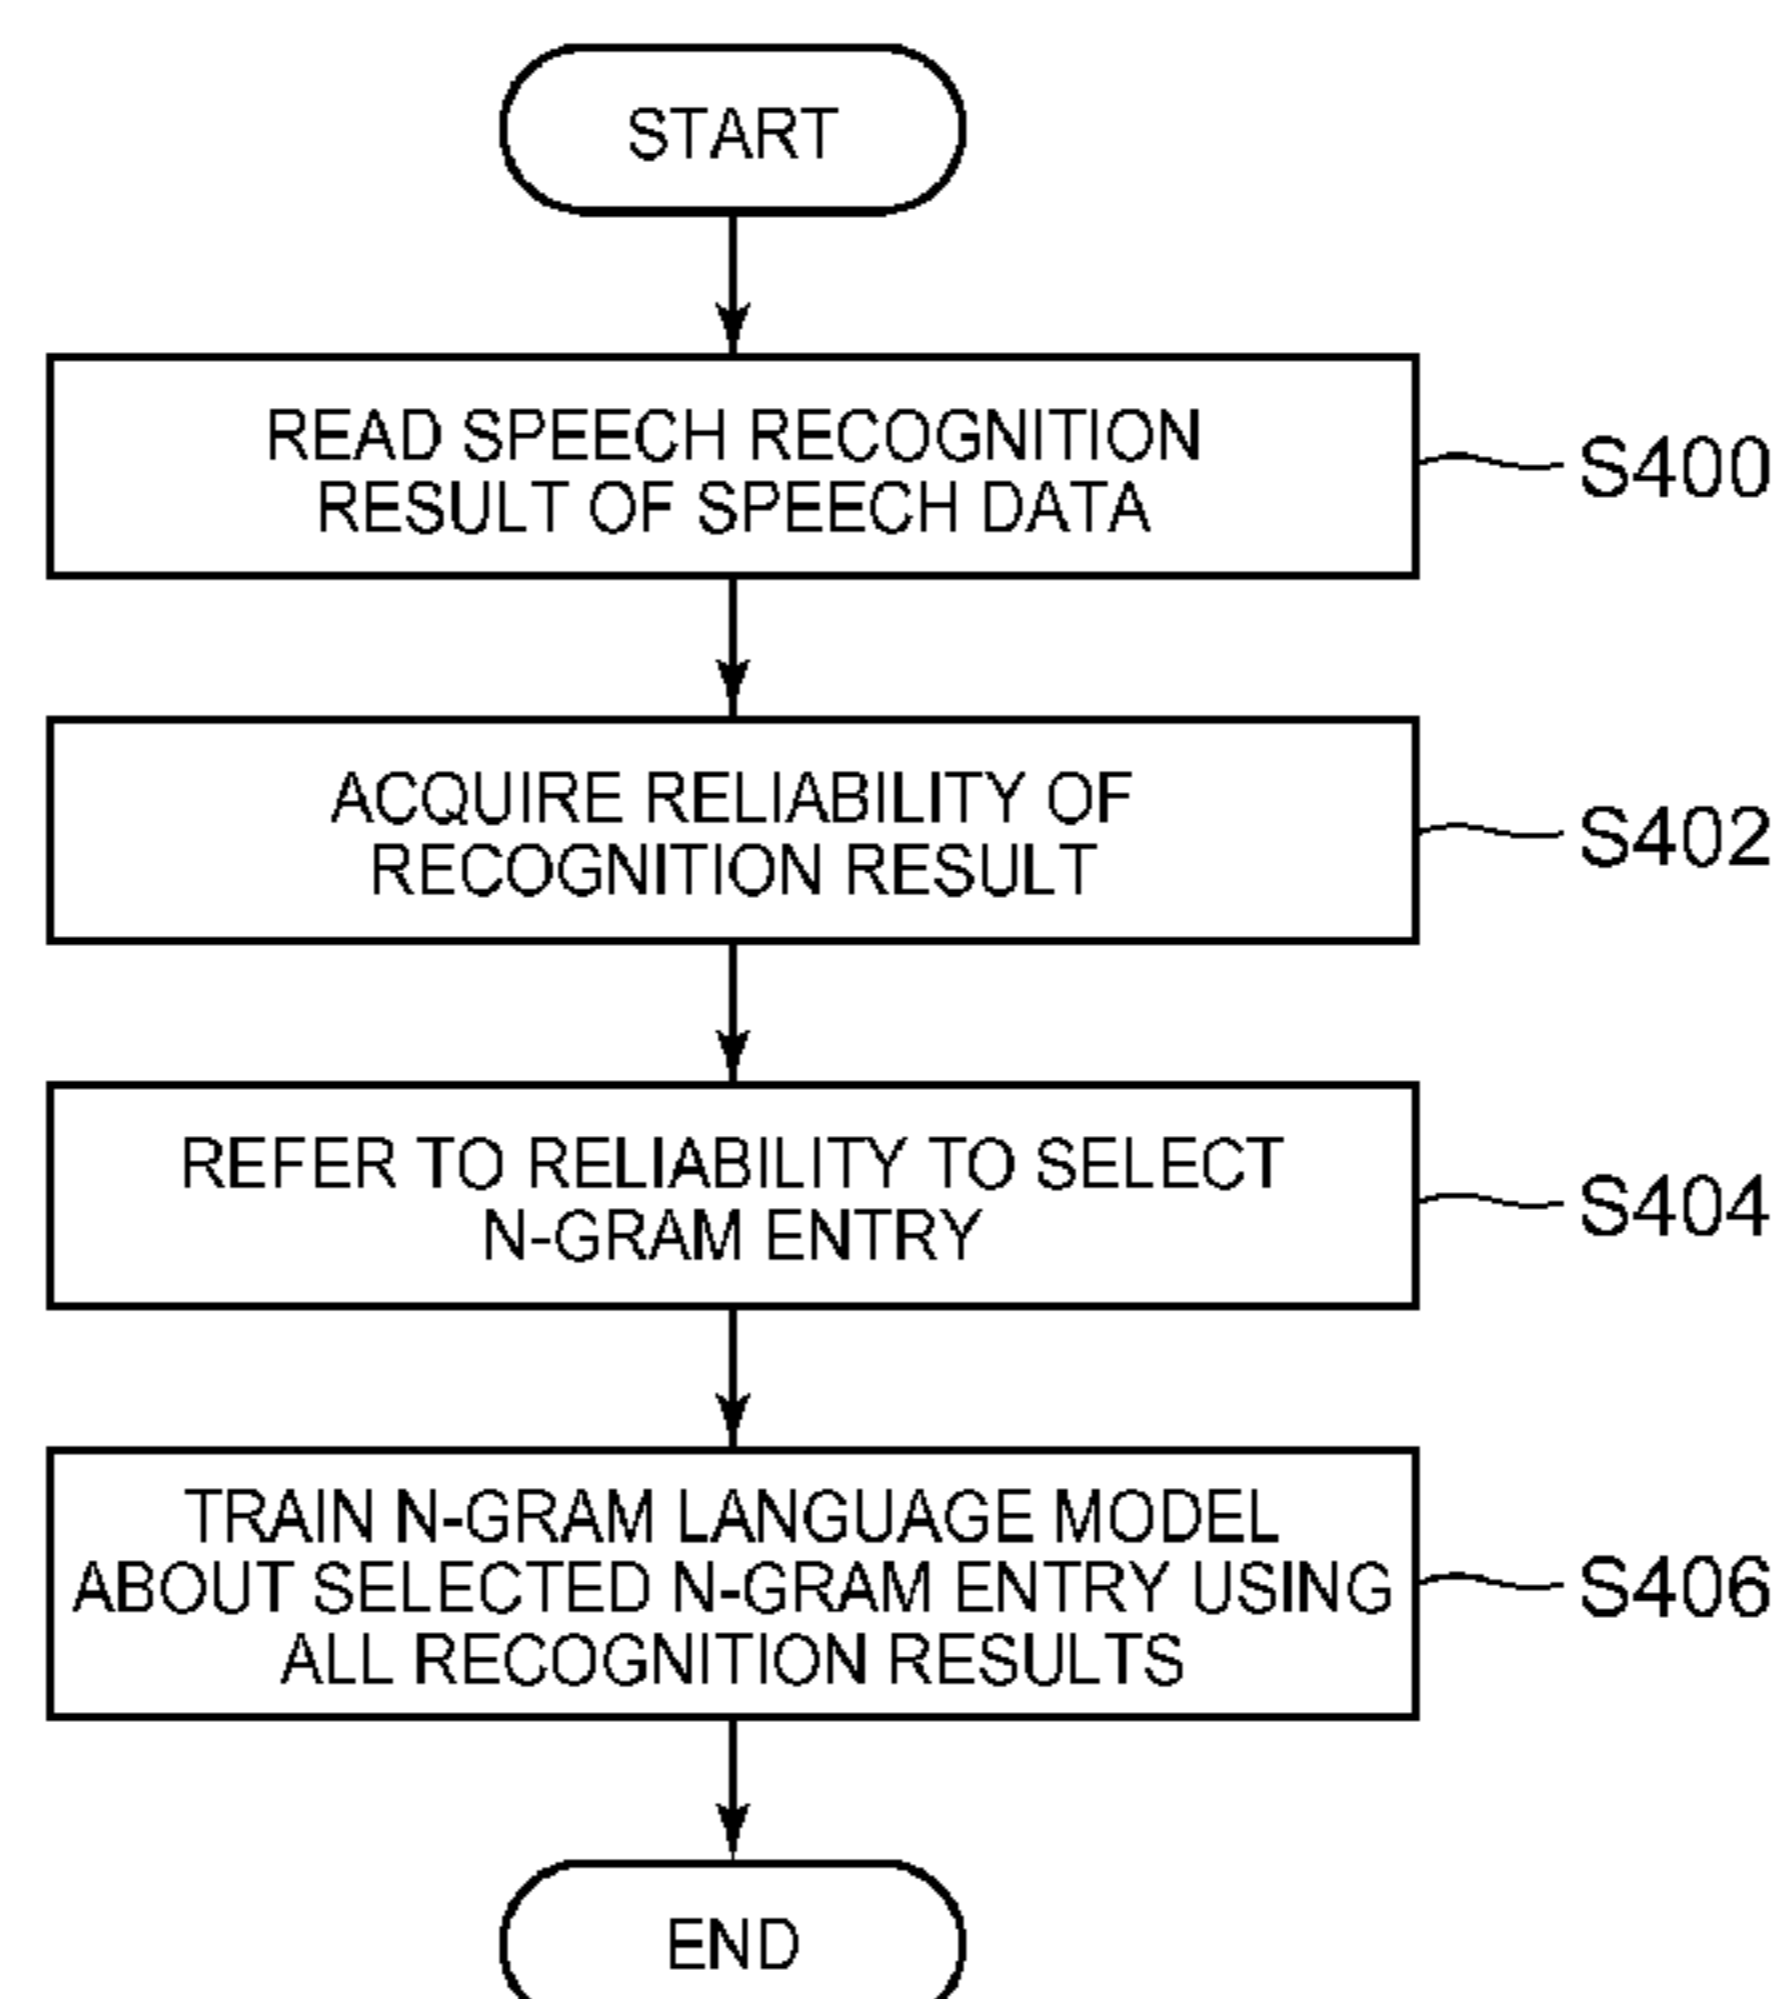 START
READ SPEECH RECOGNITION
RESULT OF SPEECH DATA
S400
ACQUIRE RELIABILITY OF
RECOGNITION RESULT
S402
REFER TO RELIABILITY TO SELECT
N-GRAM ENTRY
S404
TRAIN N-GRAM LANGUAGE MODEL
ABOUT SELECTED N-GRAM ENTRY USING
ALL RECOGNITION RESULTS
S406
END